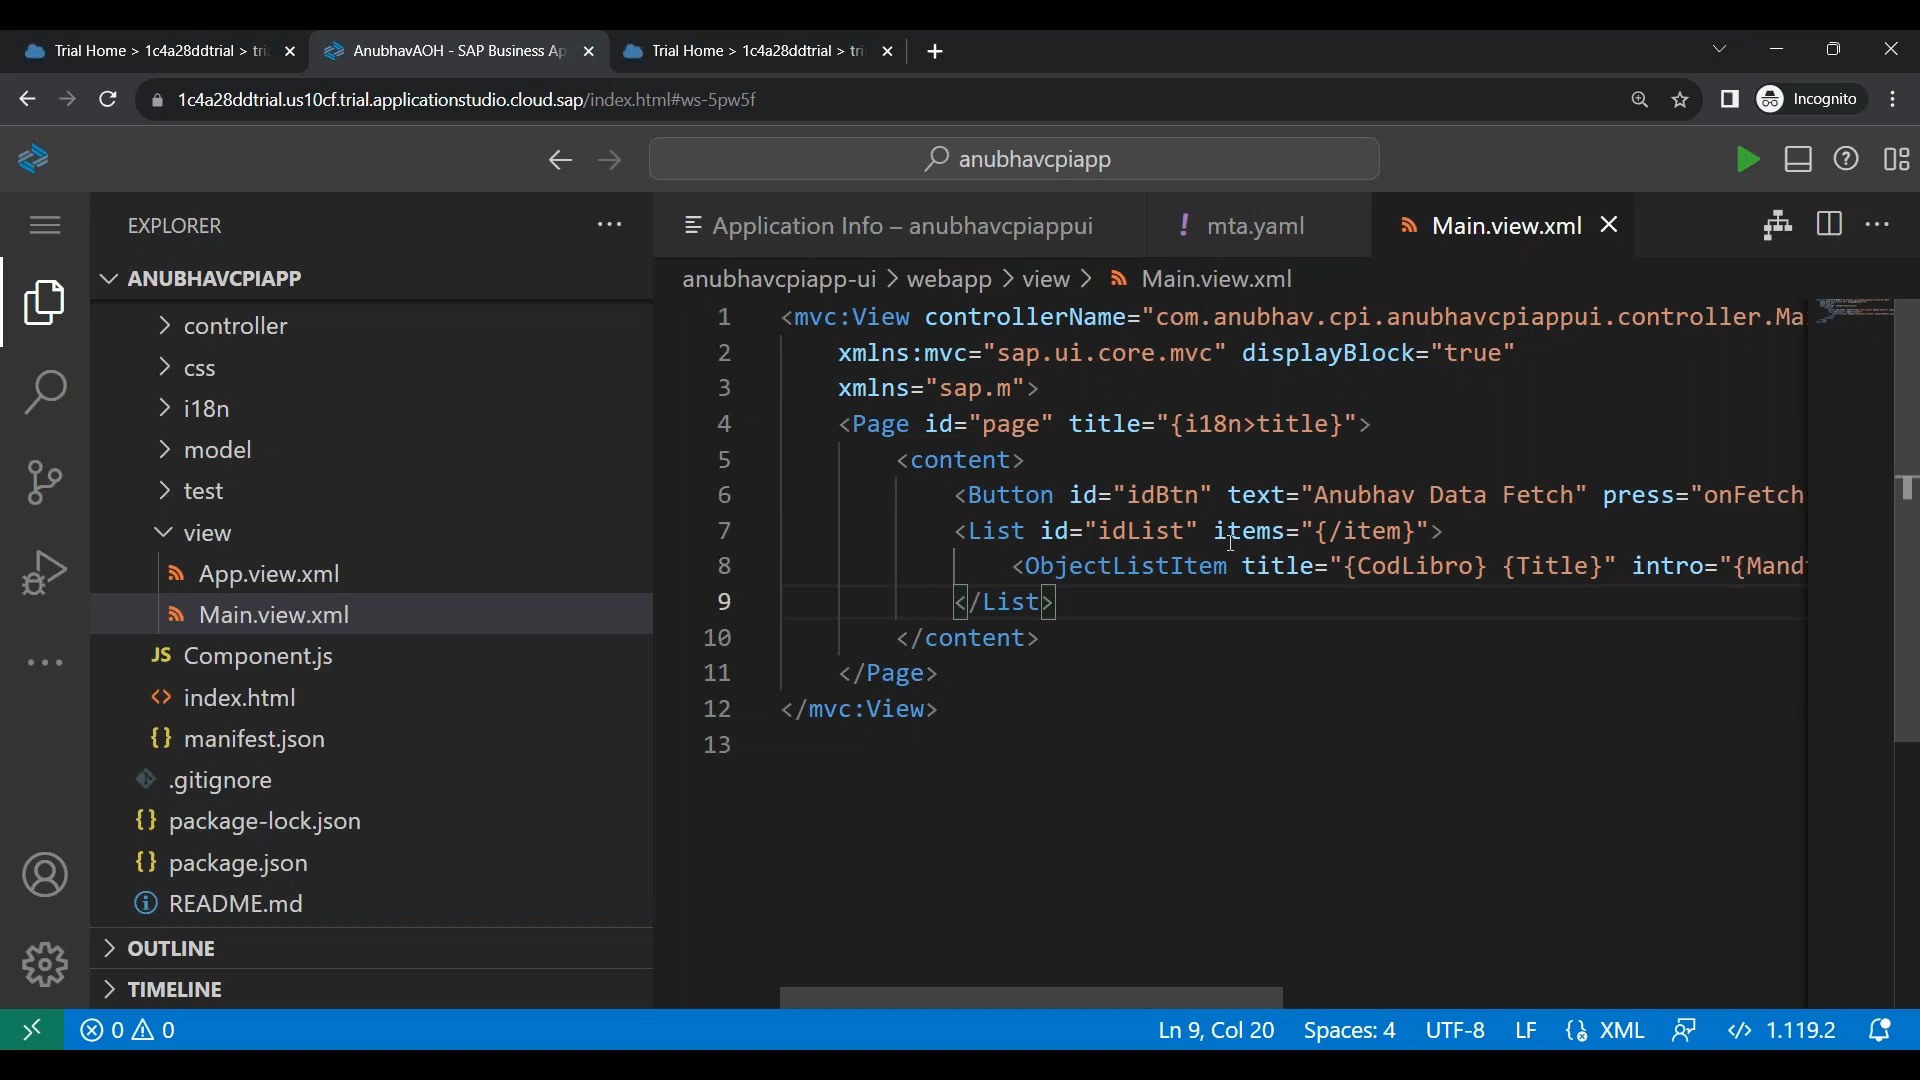 Trial Home > 1c4a28ddtrial > tri
AnubhavAOH - SAP Business Ap
Trial Home > 1c4a28ddtrial > tri
1c4a28ddtrial.us10cf.trial.applicationstudio.cloud.sap/index.html#ws-5pw5f
Incognito
anubhavcpiapp
EXPLORER
ANUBHAVCPIAPP
controller
css
i18n
model
test
view
App.view.xml
Main.view.xml
JS Component.js
<> index.html
{} manifest.json
.gitignore
{} package-lock.json
{} package.json
README.md
OUTLINE
TIMELINE
Application Info – anubhavcpiappui
! mta.yaml
Main.view.xml
anubhavcpiapp-ui > webapp > view > Main.view.xml
1 <mvc:View controllerName="com.anubhav.cpi.anubhavcpiappui.controller.Ma
2 xmlns:mvc="sap.ui.core.mvc" displayBlock="true"
3 xmlns="sap.m">
4 <Page id="page" title="{i18n>title}">
5 <content>
6 <Button id="idBtn" text="Anubhav Data Fetch" press="onFetch
7 <List id="idList" items="{/item}">
8 <ObjectListItem title="{CodLibro} {Title}" intro="{Mandt
9 </List>
10 </content>
11 </Page>
12 </mvc:View>
13
0 0
Ln 9, Col 20 Spaces: 4 UTF-8 LF XML 1.119.2